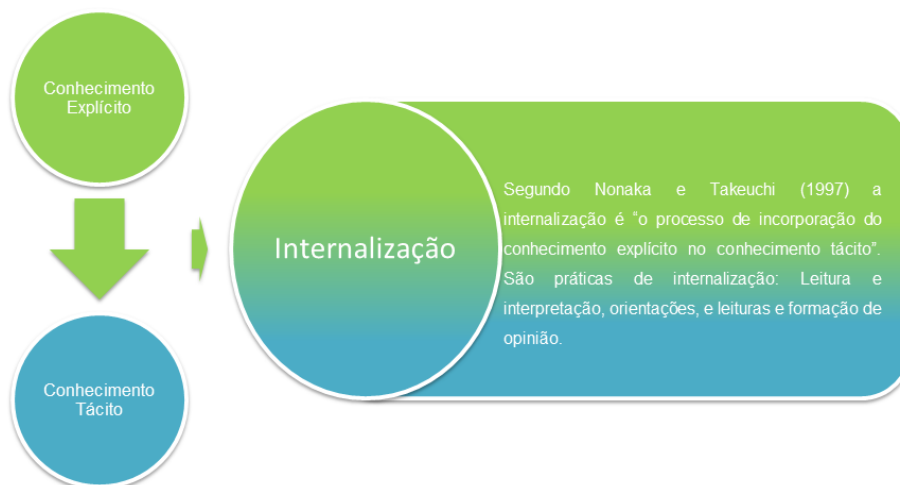 Conhecimento
Explícito
Conhecimento
Tácito
Internalização
Segundo Nonaka e Takeuchi (1997) a
internalização é “o processo de incorporação do
conhecimento explícito no conhecimento tácito”.
São práticas de internalização: Leitura e
interpretação, orientações, e leituras e formação de
opinião.